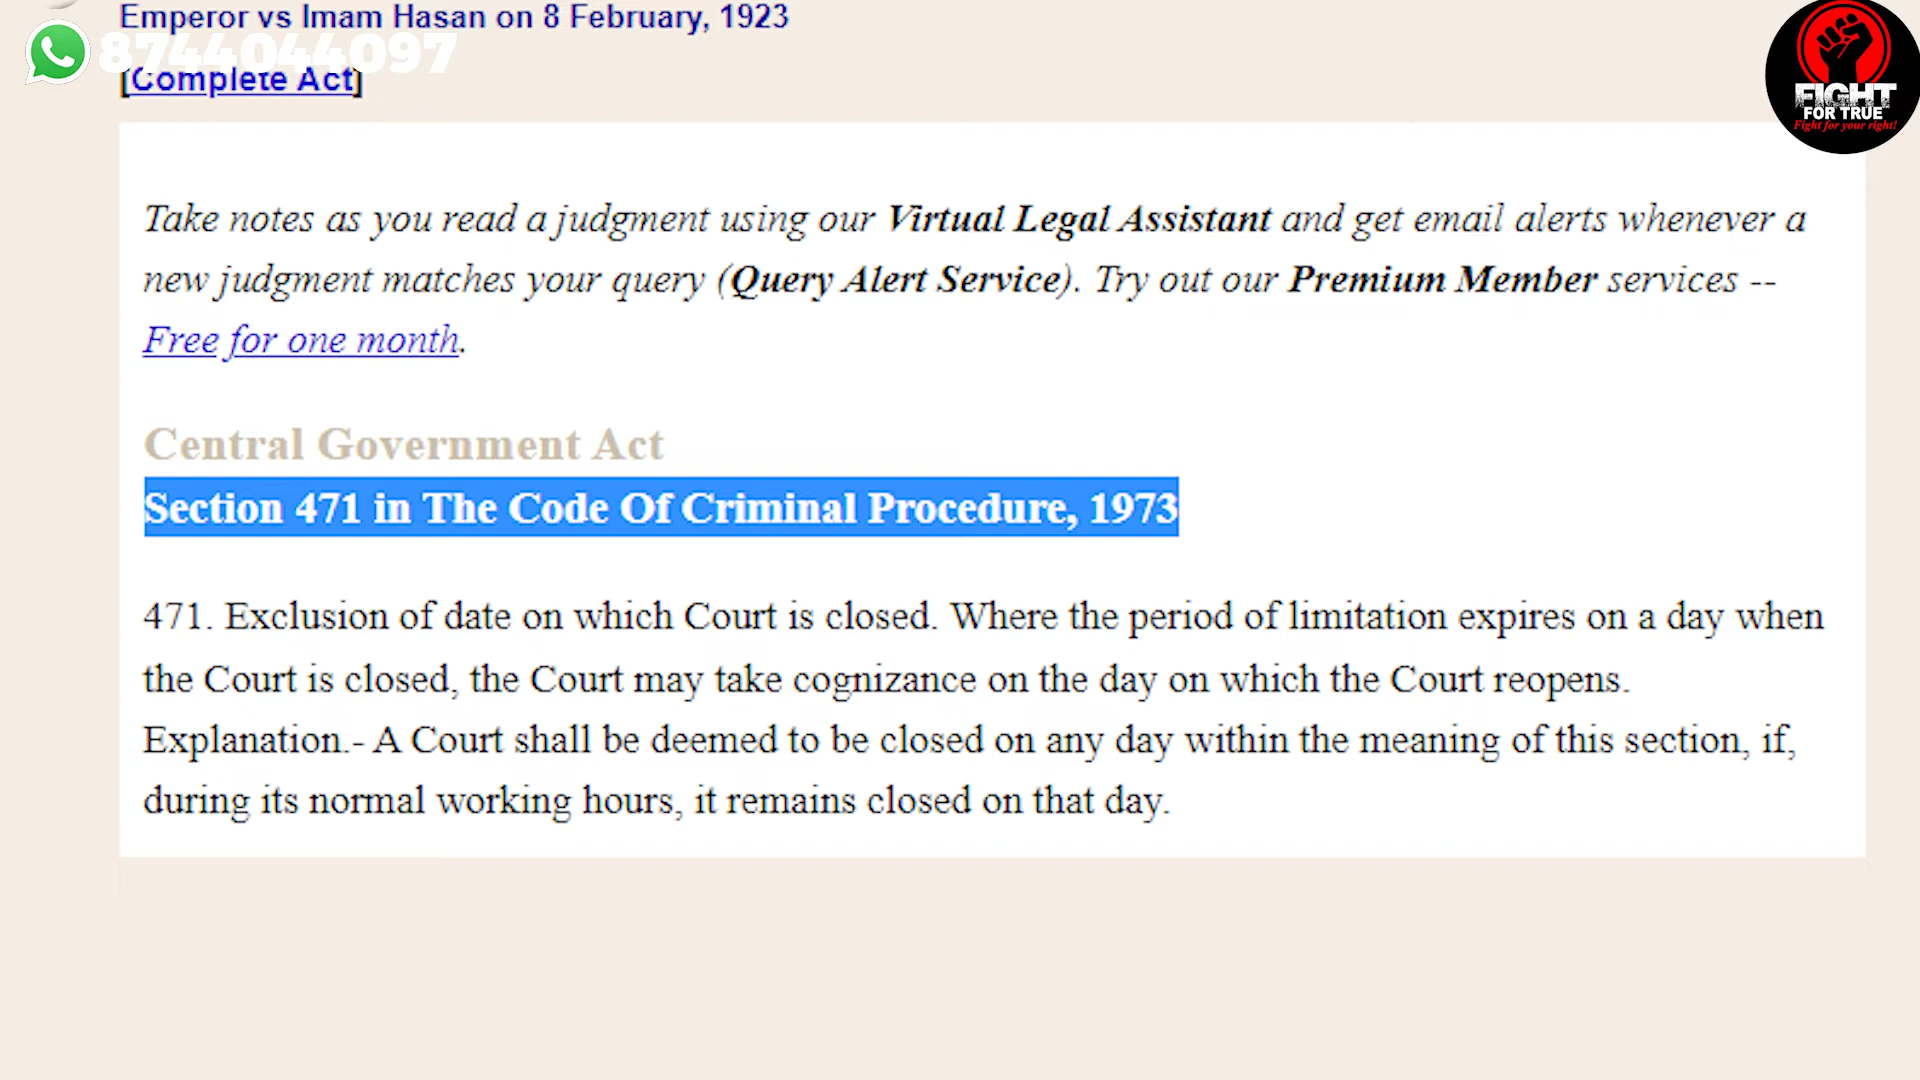 Emperor vs Imam Hasan on 8 February, 1923
8744044097
[Complete Act]
FIGHT
FOR TRUE
Fight for your right!
Take notes as you read a judgment using our Virtual Legal Assistant and get email alerts whenever a
new judgment matches your query (Query Alert Service). Try out our Premium Member services --
Free for one month.
Central Government Act
Section 471 in The Code Of Criminal Procedure, 1973
471. Exclusion of date on which Court is closed. Where the period of limitation expires on a day when
the Court is closed, the Court may take cognizance on the day on which the Court reopens.
Explanation.- A Court shall be deemed to be closed on any day within the meaning of this section, if,
during its normal working hours, it remains closed on that day.